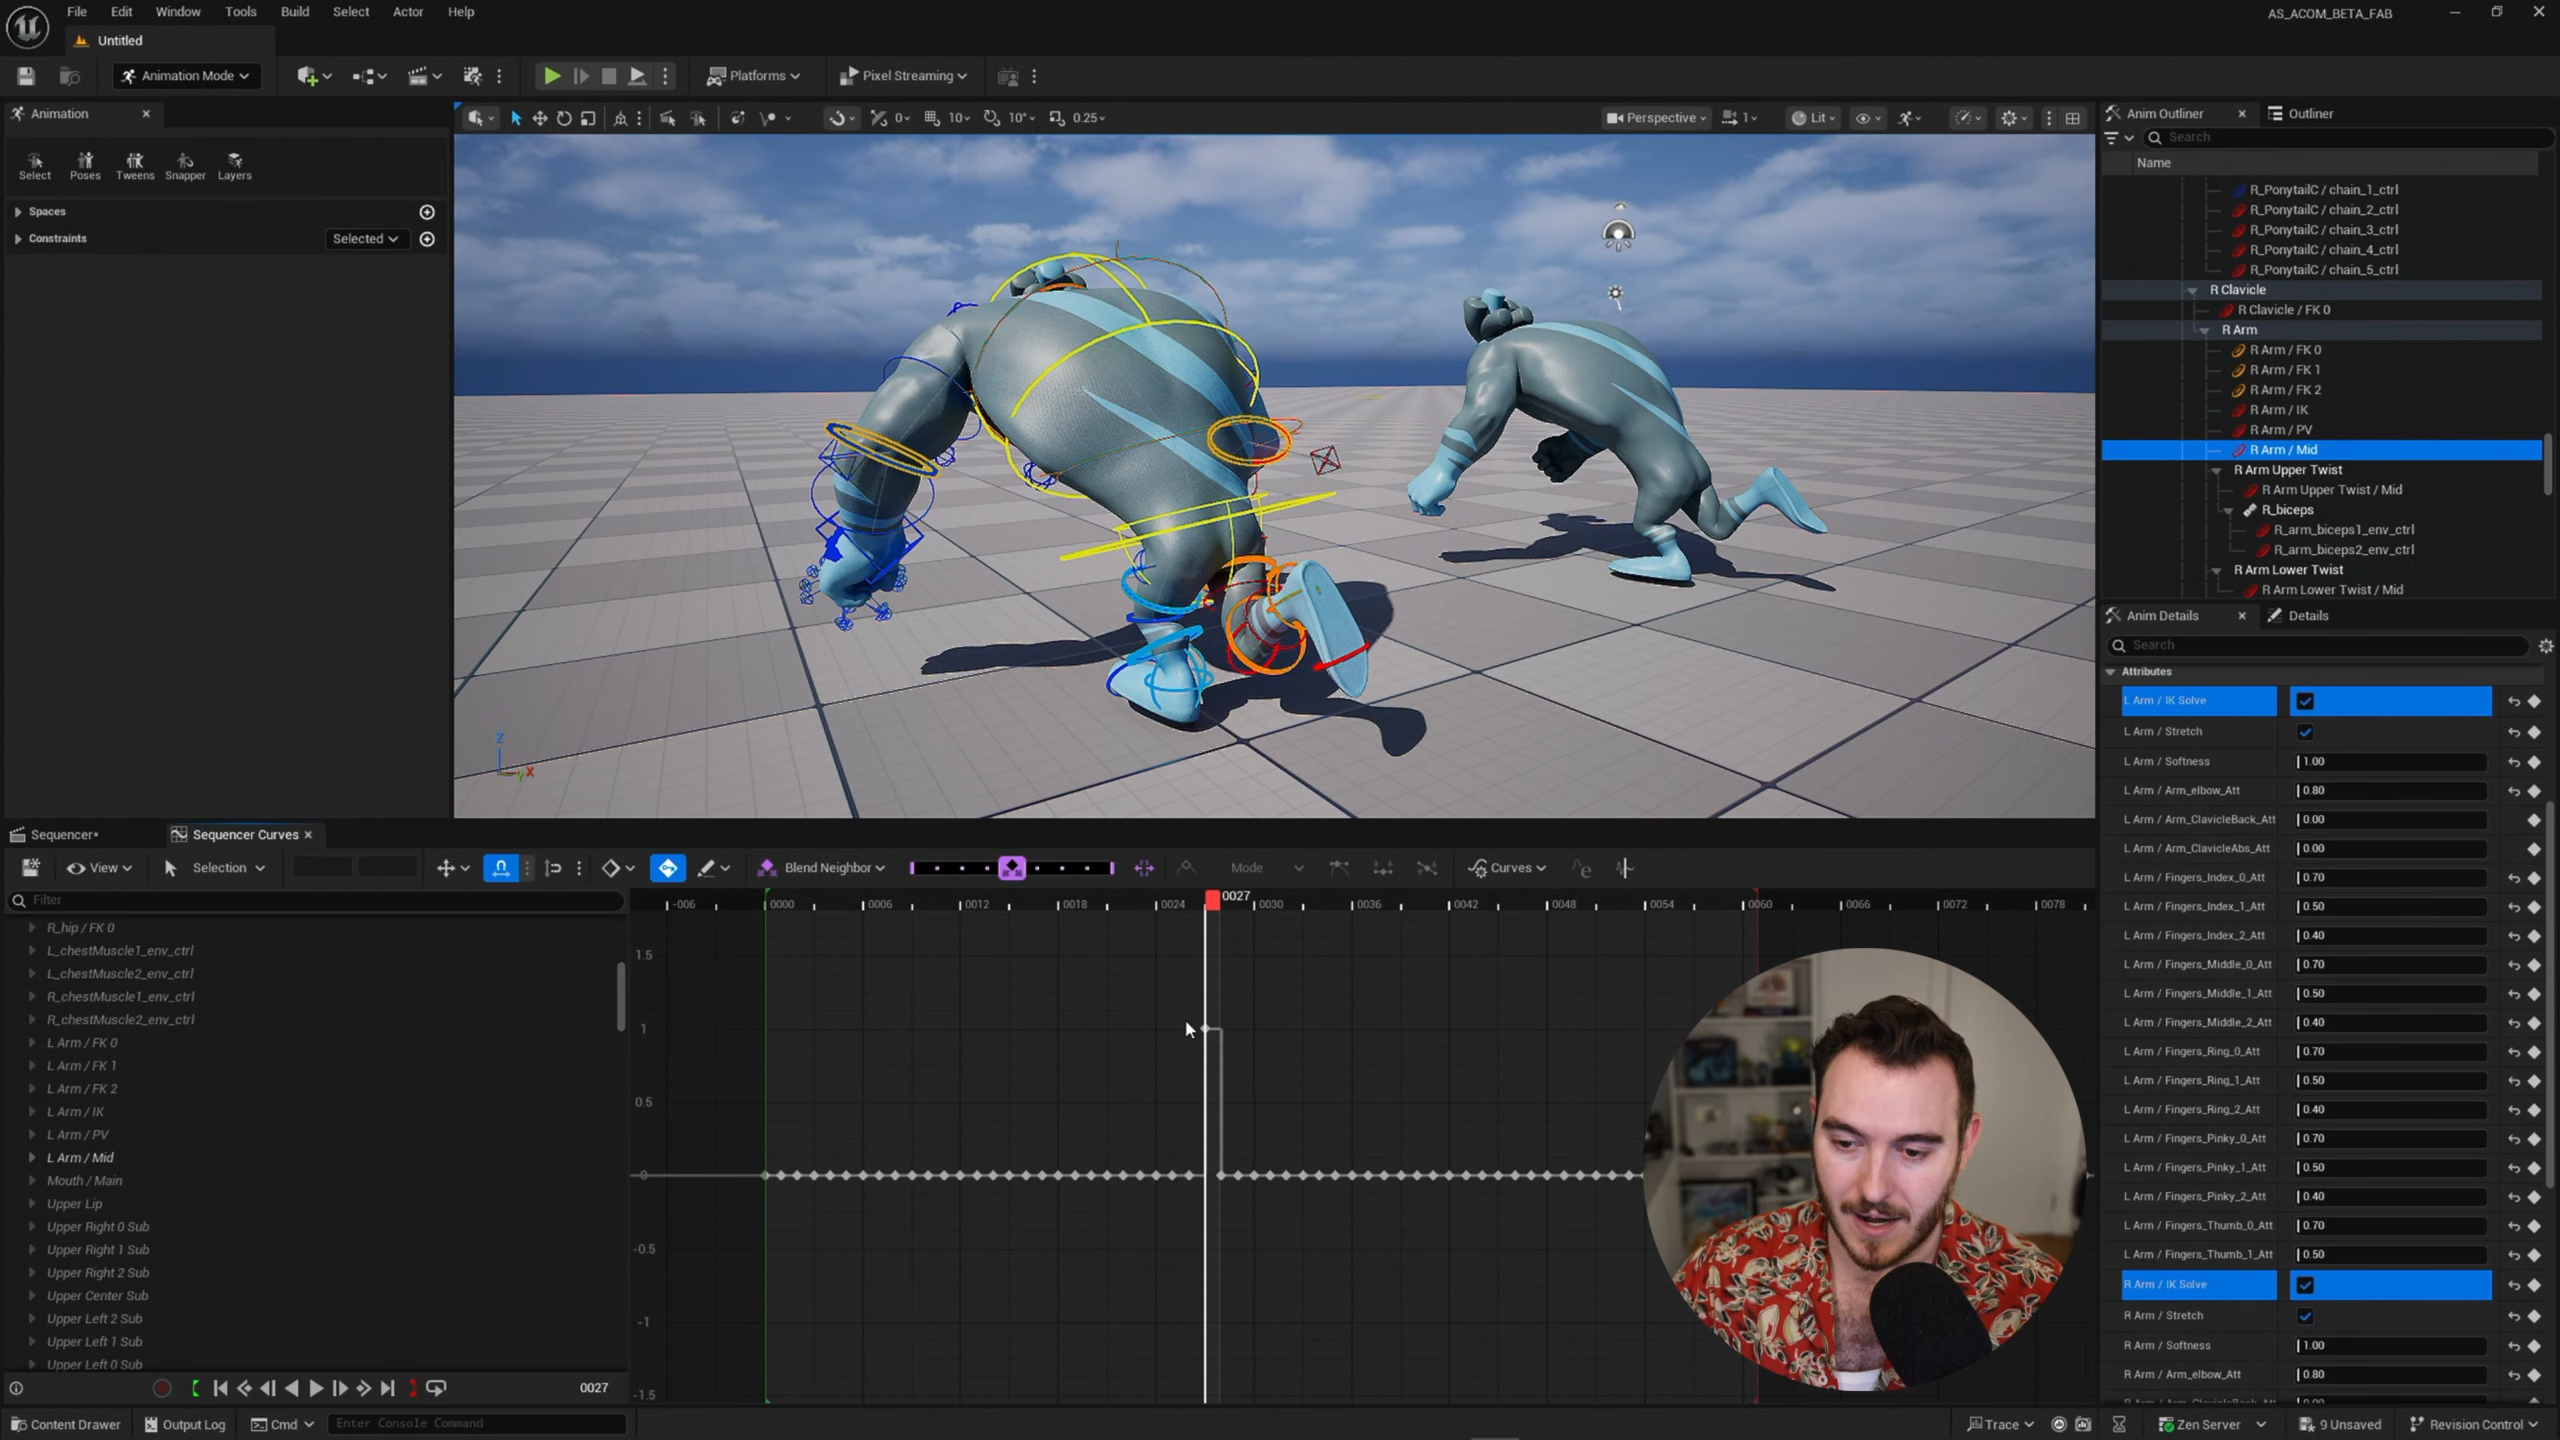 File Edit Window Tools Build Select Actor Help
AS_ACOM_BETA_FAB
Untitled
Animation Mode
Platforms
Pixel Streaming
Animation
Select Poses Tweens Snapper Layers
Spaces
Constraints
Selected
0
10
10°
0.25
Perspective
1
Lit
Z
X
Y
Anim Outliner
Outliner
Search
Name
R_PonytailC / chain_1_ctrl
R_PonytailC / chain_2_ctrl
R_PonytailC / chain_3_ctrl
R_PonytailC / chain_4_ctrl
R_PonytailC / chain_5_ctrl
R Clavicle
R Clavicle / FK 0
R Arm
R Arm / FK 0
R Arm / FK 1
R Arm / FK 2
R Arm / IK
R Arm / PV
R Arm / Mid
R Arm Upper Twist
R Arm Upper Twist / Mid
R_biceps
R_arm_biceps1_env_ctrl
R_arm_biceps2_env_ctrl
R Arm Lower Twist
R Arm Lower Twist / Mid
Anim Details
Details
Search
Attributes
L Arm / IK Solve
L Arm / Stretch
L Arm / Softness 1.00
L Arm / Arm_elbow_Att 0.80
L Arm / Arm_ClavicleBack_Att 0.00
L Arm / Arm_ClavicleAbs_Att 0.00
L Arm / Fingers_Index_0_Att 0.70
L Arm / Fingers_Index_1_Att 0.50
L Arm / Fingers_Index_2_Att 0.40
L Arm / Fingers_Middle_0_Att 0.70
L Arm / Fingers_Middle_1_Att 0.50
L Arm / Fingers_Middle_2_Att 0.40
L Arm / Fingers_Ring_0_Att 0.70
L Arm / Fingers_Ring_1_Att 0.50
L Arm / Fingers_Ring_2_Att 0.40
L Arm / Fingers_Pinky_0_Att 0.70
L Arm / Fingers_Pinky_1_Att 0.50
L Arm / Fingers_Pinky_2_Att 0.40
L Arm / Fingers_Thumb_0_Att 0.70
L Arm / Fingers_Thumb_1_Att 0.50
R Arm / IK Solve
R Arm / Stretch
R Arm / Softness 1.00
R Arm / Arm_elbow_Att 0.80
Sequencer*
Sequencer Curves
View
Selection
Blend Neighbor
Mode
Curves
Filter
R_hip / FK 0
L_chestMuscle1_env_ctrl
L_chestMuscle2_env_ctrl
R_chestMuscle1_env_ctrl
R_chestMuscle2_env_ctrl
L Arm / FK 0
L Arm / FK 1
L Arm / FK 2
L Arm / IK
L Arm / PV
L Arm / Mid
Mouth / Main
Upper Lip
Upper Right 0 Sub
Upper Right 1 Sub
Upper Right 2 Sub
Upper Center Sub
Upper Left 2 Sub
Upper Left 1 Sub
Upper Left 0 Sub
0027
-006 0000 0006 0012 0018 0024 0027 0030 0036 0042 0048 0054 0060 0066 0072 0078
1.5
1
0.5
0
-0.5
-1
-1.5
Content Drawer
Output Log
Cmd
Enter Console Command
Trace
Zen Server
9 Unsaved
Revision Control